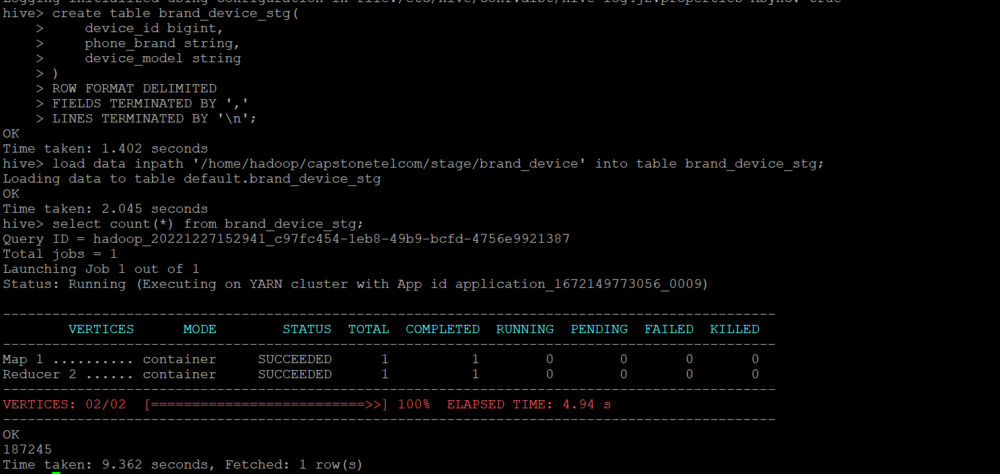 Logging initialized using configuration in file:/etc/hive/conf.dist/hive-log4j2.properties Async: true
hive> create table brand_device_stg(
    >     device_id bigint,
    >     phone_brand string,
    >     device_model string
    > )
    > ROW FORMAT DELIMITED
    > FIELDS TERMINATED BY ','
    > LINES TERMINATED BY '\n';
OK
Time taken: 1.402 seconds
hive> load data inpath '/home/hadoop/capstonetelcom/stage/brand_device' into table brand_device_stg;
Loading data to table default.brand_device_stg
OK
Time taken: 2.045 seconds
hive> select count(*) from brand_device_stg;
Query ID = hadoop_20221227152941_c97fc454-1eb8-49b9-bcfd-4756e9921387
Total jobs = 1
Launching Job 1 out of 1
Status: Running (Executing on YARN cluster with App id application_1672149773056_0009)
----------------------------------------------------------------------------------------------
        VERTICES      MODE        STATUS  TOTAL  COMPLETED  RUNNING  PENDING  FAILED  KILLED
----------------------------------------------------------------------------------------------
Map 1 .......... container     SUCCEEDED      1          1        0        0       0       0
Reducer 2 ...... container     SUCCEEDED      1          1        0        0       0       0
----------------------------------------------------------------------------------------------
VERTICES: 02/02  [==========================>>] 100%  ELAPSED TIME: 4.94 s
----------------------------------------------------------------------------------------------
OK
187245
Time taken: 9.362 seconds, Fetched: 1 row(s)